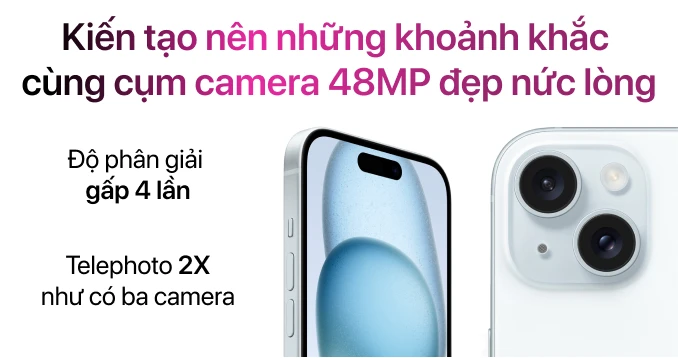 Kiến tạo nên những khoảnh khắc
cùng cụm camera 48MP đẹp nức lòng
Độ phân giải
gấp 4 lần
Telephoto 2X
như có ba camera